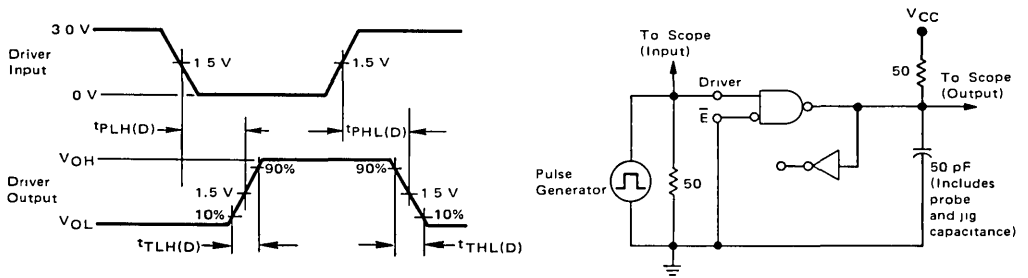 3 0 V
Driver
Input
1 5 V
1.5 V
0 V
tPLH(D)
tPHL(D)
VOH
90%
90%
Driver
Output
1.5 V
1 5 V
10%
10%
VOL
tTLH(D)
tTHL(D)
VCC
To Scope
(Input)
50
To Scope
(Output)
Driver
E
Pulse
Generator
50
50 pF
(Includes
probe
and jig
capacitance)